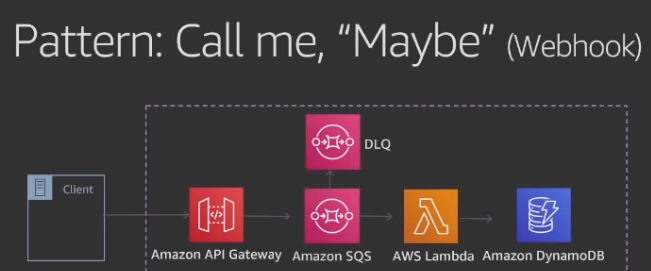 Pattern: Call me, “Maybe” (Webhook)
DLQ
Client
Amazon API Gateway
Amazon SQS
AWS Lambda
Amazon DynamoDB